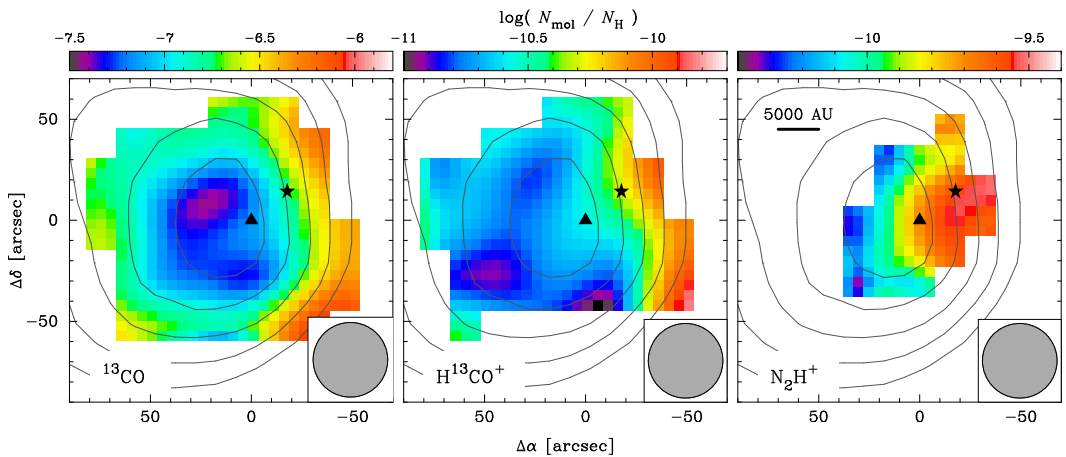 log( N_mol / N_H )
−7.5 −7 −6.5 −6
−11 −10.5 −10
−10 −9.5
5000 AU
50
0
−50
Δδ [arcsec]
¹³CO
H¹³CO⁺
N₂H⁺
50 0 −50
50 0 −50
50 0 −50
Δα [arcsec]